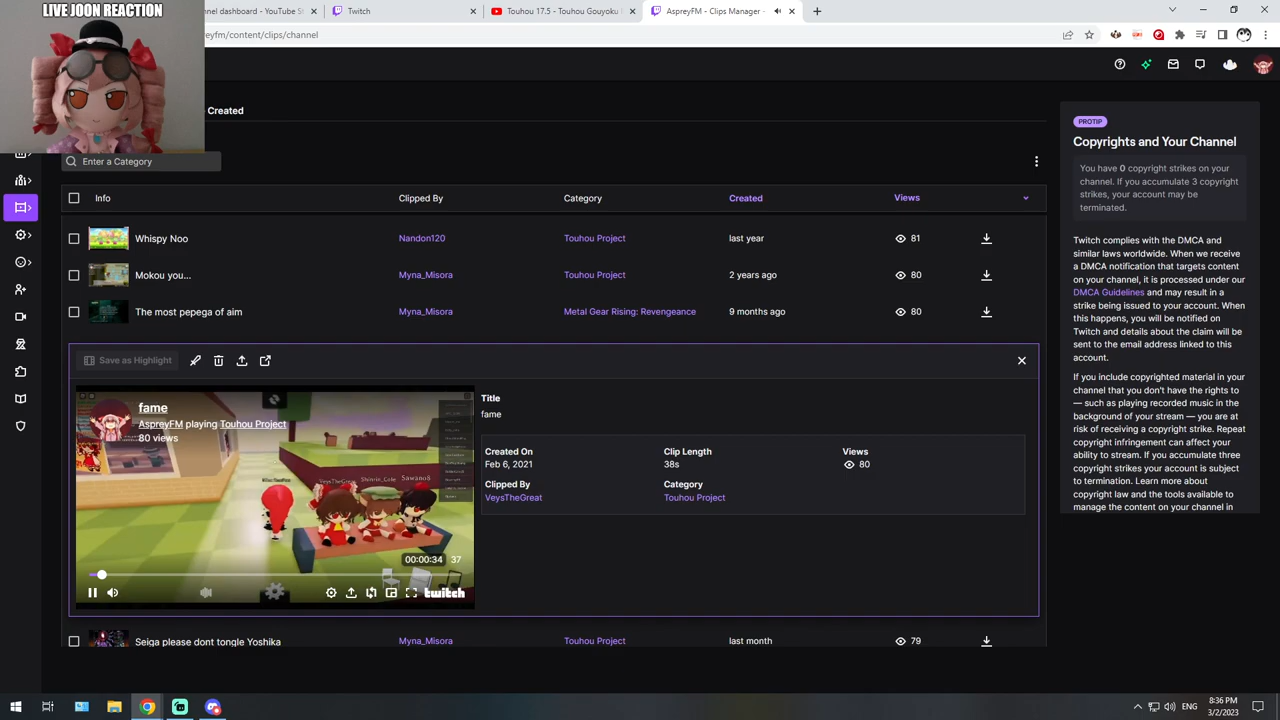 LIVE JOON REACTION
nnel dashboard - YouTube St
Twitch
Touhou 17.5 - Touhou Gouyoku I
AspreyFM - Clips Manager -
eyfm/content/clips/channel
Created
Enter a Category
Info
Clipped By
Category
Created
Views
Whispy Noo
Nandon120
Touhou Project
last year
81
Mokou you...
Myna_Misora
Touhou Project
2 years ago
80
The most pepega of aim
Myna_Misora
Metal Gear Rising: Revengeance
9 months ago
80
Save as Highlight
fame
AspreyFM playing Touhou Project
80 views
VeysTheGreat
Shinrin_Cole
Sawano8
00:00:34
37
twitch
Title
fame
Created On
Feb 6, 2021
Clip Length
38s
Views
80
Clipped By
VeysTheGreat
Category
Touhou Project
Seiga please dont tongle Yoshika
Myna_Misora
Touhou Project
last month
79
PROTIP
Copyrights and Your Channel
You have 0 copyright strikes on your
channel. If you accumulate 3 copyright
strikes, your account may be
terminated.
Twitch complies with the DMCA and
similar laws worldwide. When we receive
a DMCA notification that targets content
on your channel, it is processed under our
DMCA Guidelines and may result in a
strike being issued to your account. When
this happens, you will be notified on
Twitch and details about the claim will be
sent to the email address linked to this
account.
If you include copyrighted material in your
channel that you don't have the rights to
— such as playing recorded music in the
background of your stream — you are at
risk of receiving a copyright strike. Repeat
copyright infringement can affect your
ability to stream. If you accumulate three
copyright strikes your account is subject
to termination. Learn more about
copyright law and the tools available to
manage the content on your channel in
ENG
8:36 PM
3/2/2023